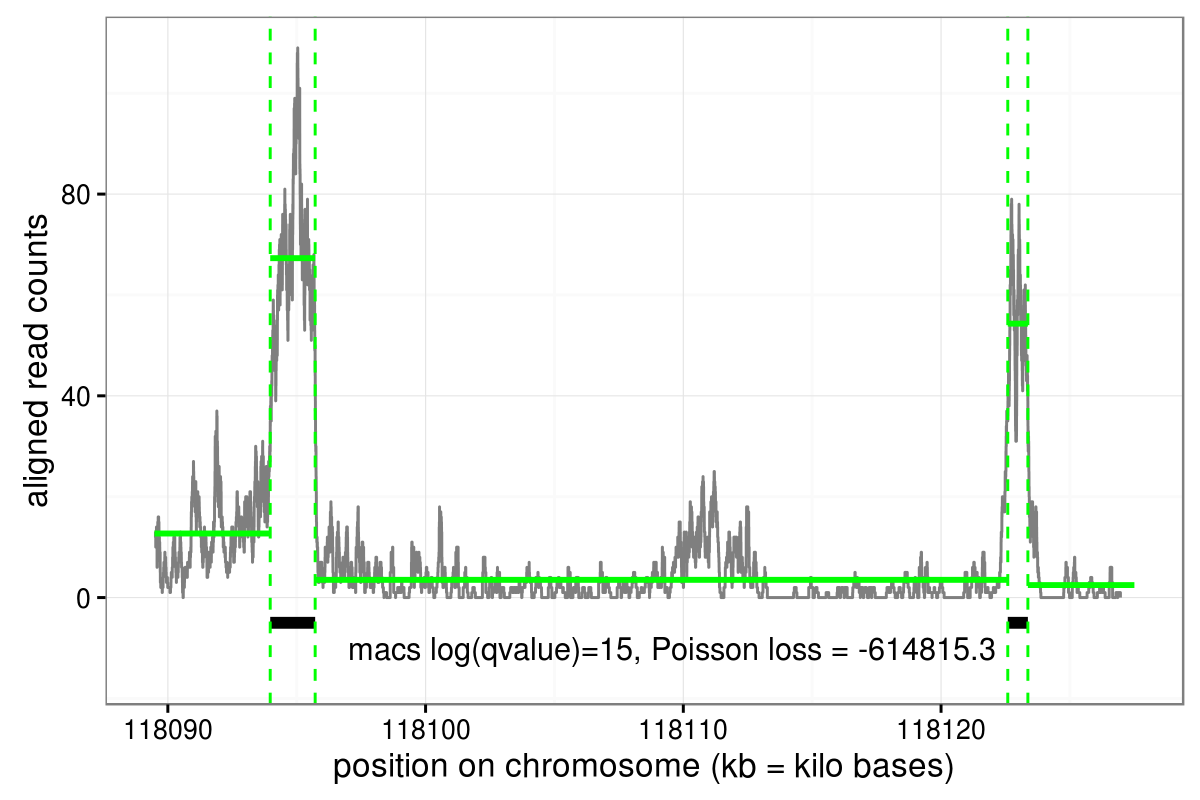 aligned read counts
80
40
0
macs log(qvalue)=15, Poisson loss = -614815.3
118090 118100 118110 118120
position on chromosome (kb = kilo bases)